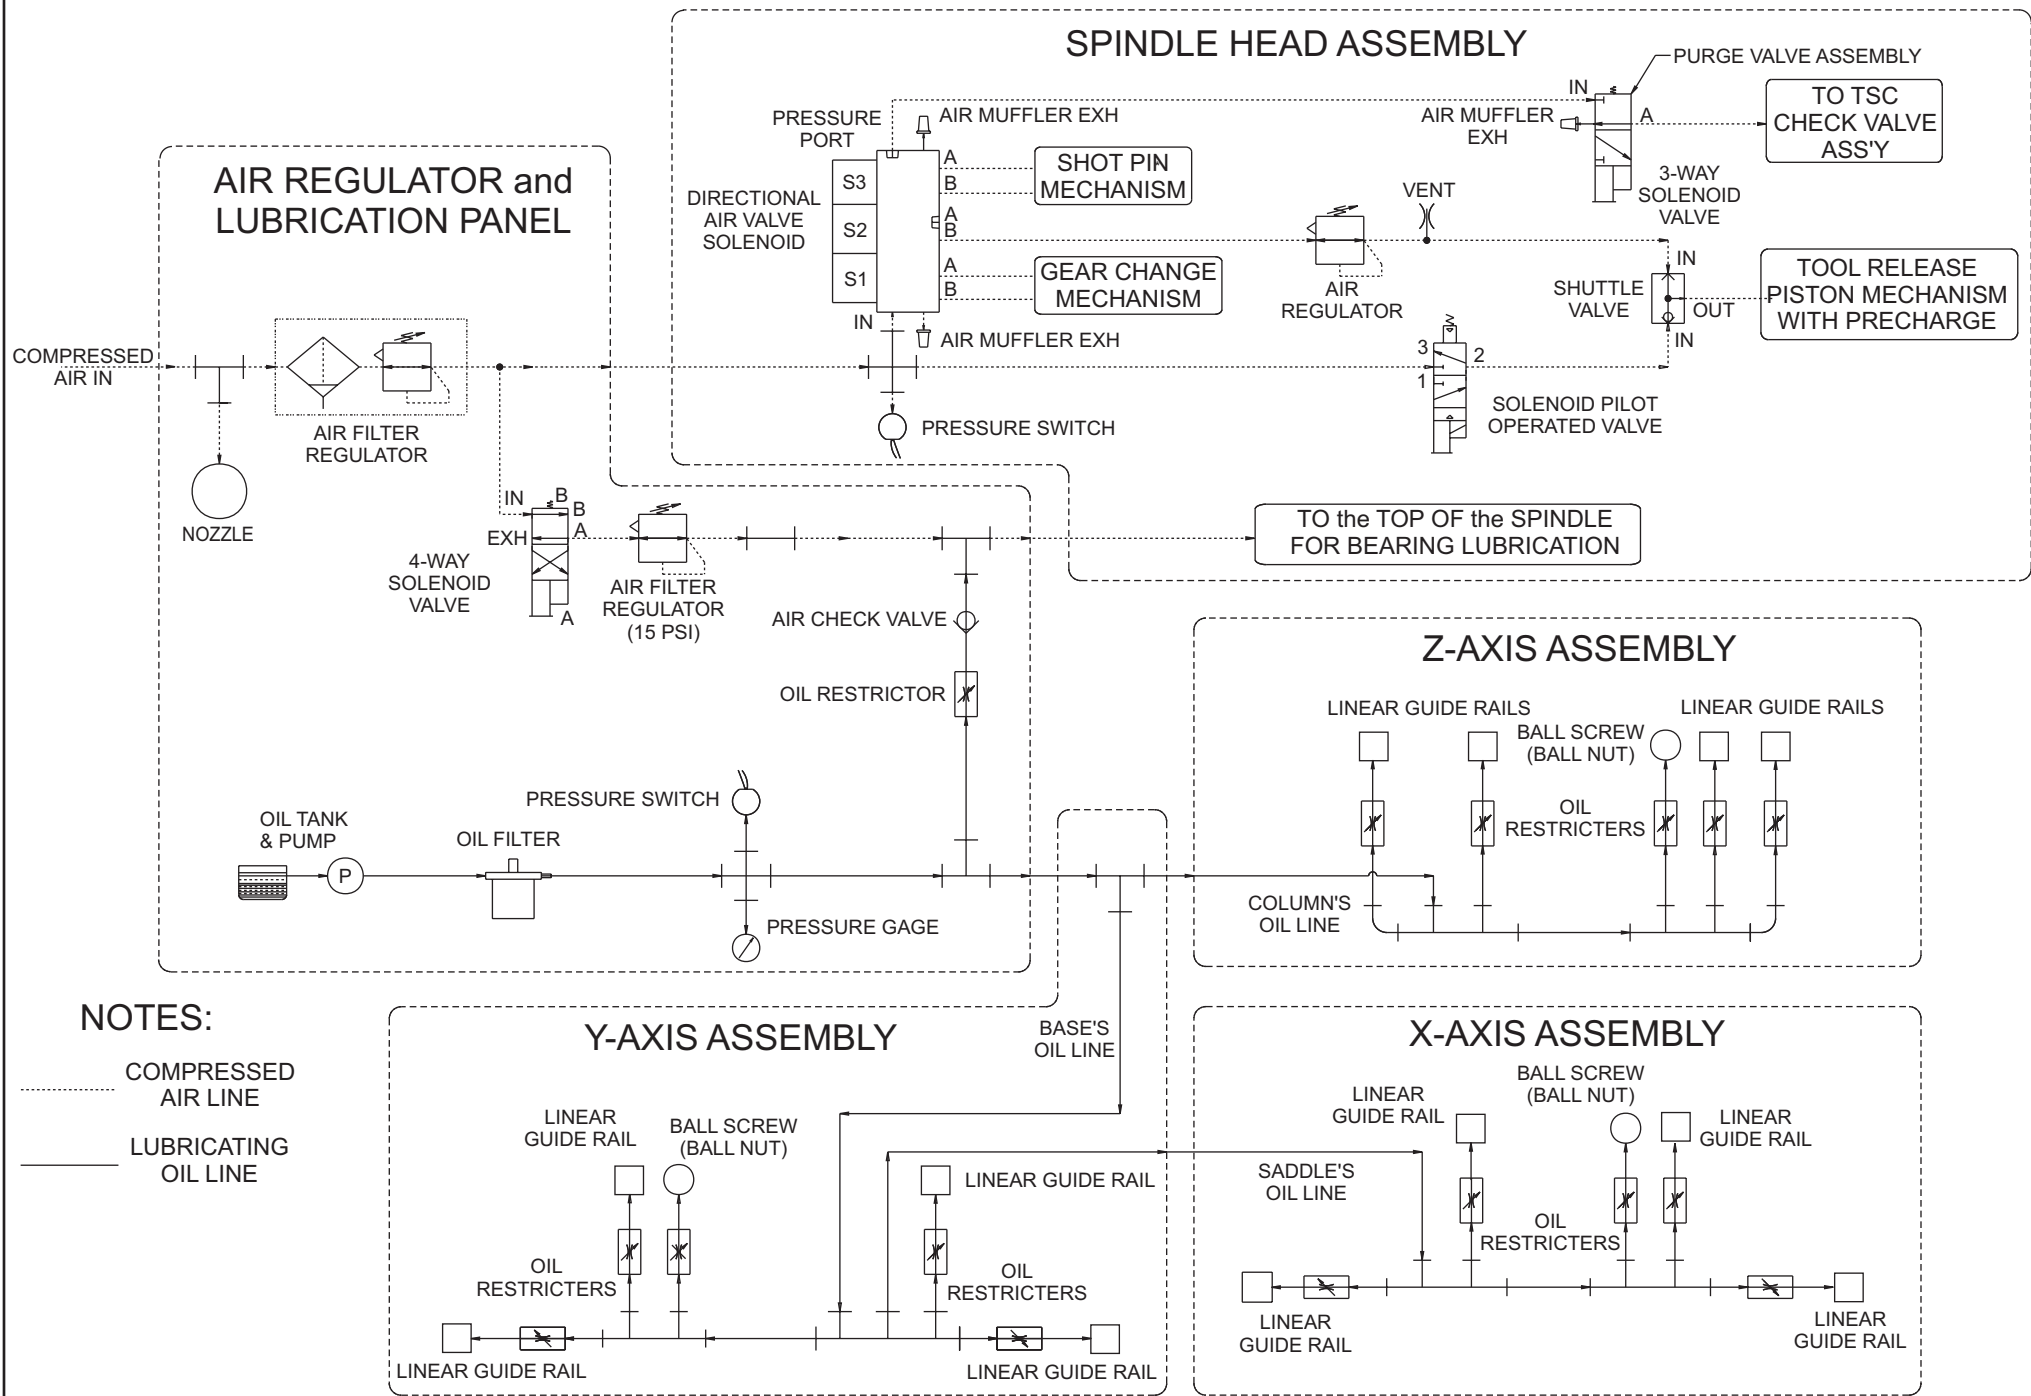 SPINDLE HEAD ASSEMBLY
PURGE VALVE ASSEMBLY
IN
AIR MUFFLER
EXH
A
TO TSC
CHECK VALVE
ASS'Y
3-WAY
SOLENOID
VALVE
PRESSURE
PORT
AIR MUFFLER EXH
DIRECTIONAL
AIR VALVE
SOLENOID
S3
S2
S1
A
B
A
B
A
B
SHOT PIN
MECHANISM
GEAR CHANGE
MECHANISM
IN
AIR MUFFLER EXH
VENT
AIR
REGULATOR
IN
SHUTTLE
VALVE
OUT
IN
TOOL RELEASE
PISTON MECHANISM
WITH PRECHARGE
3
2
1
SOLENOID PILOT
OPERATED VALVE
PRESSURE SWITCH
TO the TOP OF the SPINDLE
FOR BEARING LUBRICATION
AIR REGULATOR and
LUBRICATION PANEL
COMPRESSED
AIR IN
AIR FILTER
REGULATOR
NOZZLE
IN
B
B
EXH
A
4-WAY
SOLENOID
VALVE
A
AIR FILTER
REGULATOR
(15 PSI)
AIR CHECK VALVE
OIL RESTRICTOR
PRESSURE SWITCH
OIL TANK
& PUMP
P
OIL FILTER
PRESSURE GAGE
Z-AXIS ASSEMBLY
LINEAR GUIDE RAILS
LINEAR GUIDE RAILS
BALL SCREW
(BALL NUT)
OIL
RESTRICTERS
COLUMN'S
OIL LINE
NOTES:
COMPRESSED
AIR LINE
LUBRICATING
OIL LINE
Y-AXIS ASSEMBLY
BASE'S
OIL LINE
LINEAR
GUIDE RAIL
BALL SCREW
(BALL NUT)
LINEAR GUIDE RAIL
OIL
RESTRICTERS
OIL
RESTRICTERS
LINEAR GUIDE RAIL
LINEAR GUIDE RAIL
X-AXIS ASSEMBLY
LINEAR
GUIDE RAIL
BALL SCREW
(BALL NUT)
LINEAR
GUIDE RAIL
SADDLE'S
OIL LINE
OIL
RESTRICTERS
LINEAR
GUIDE RAIL
LINEAR
GUIDE RAIL